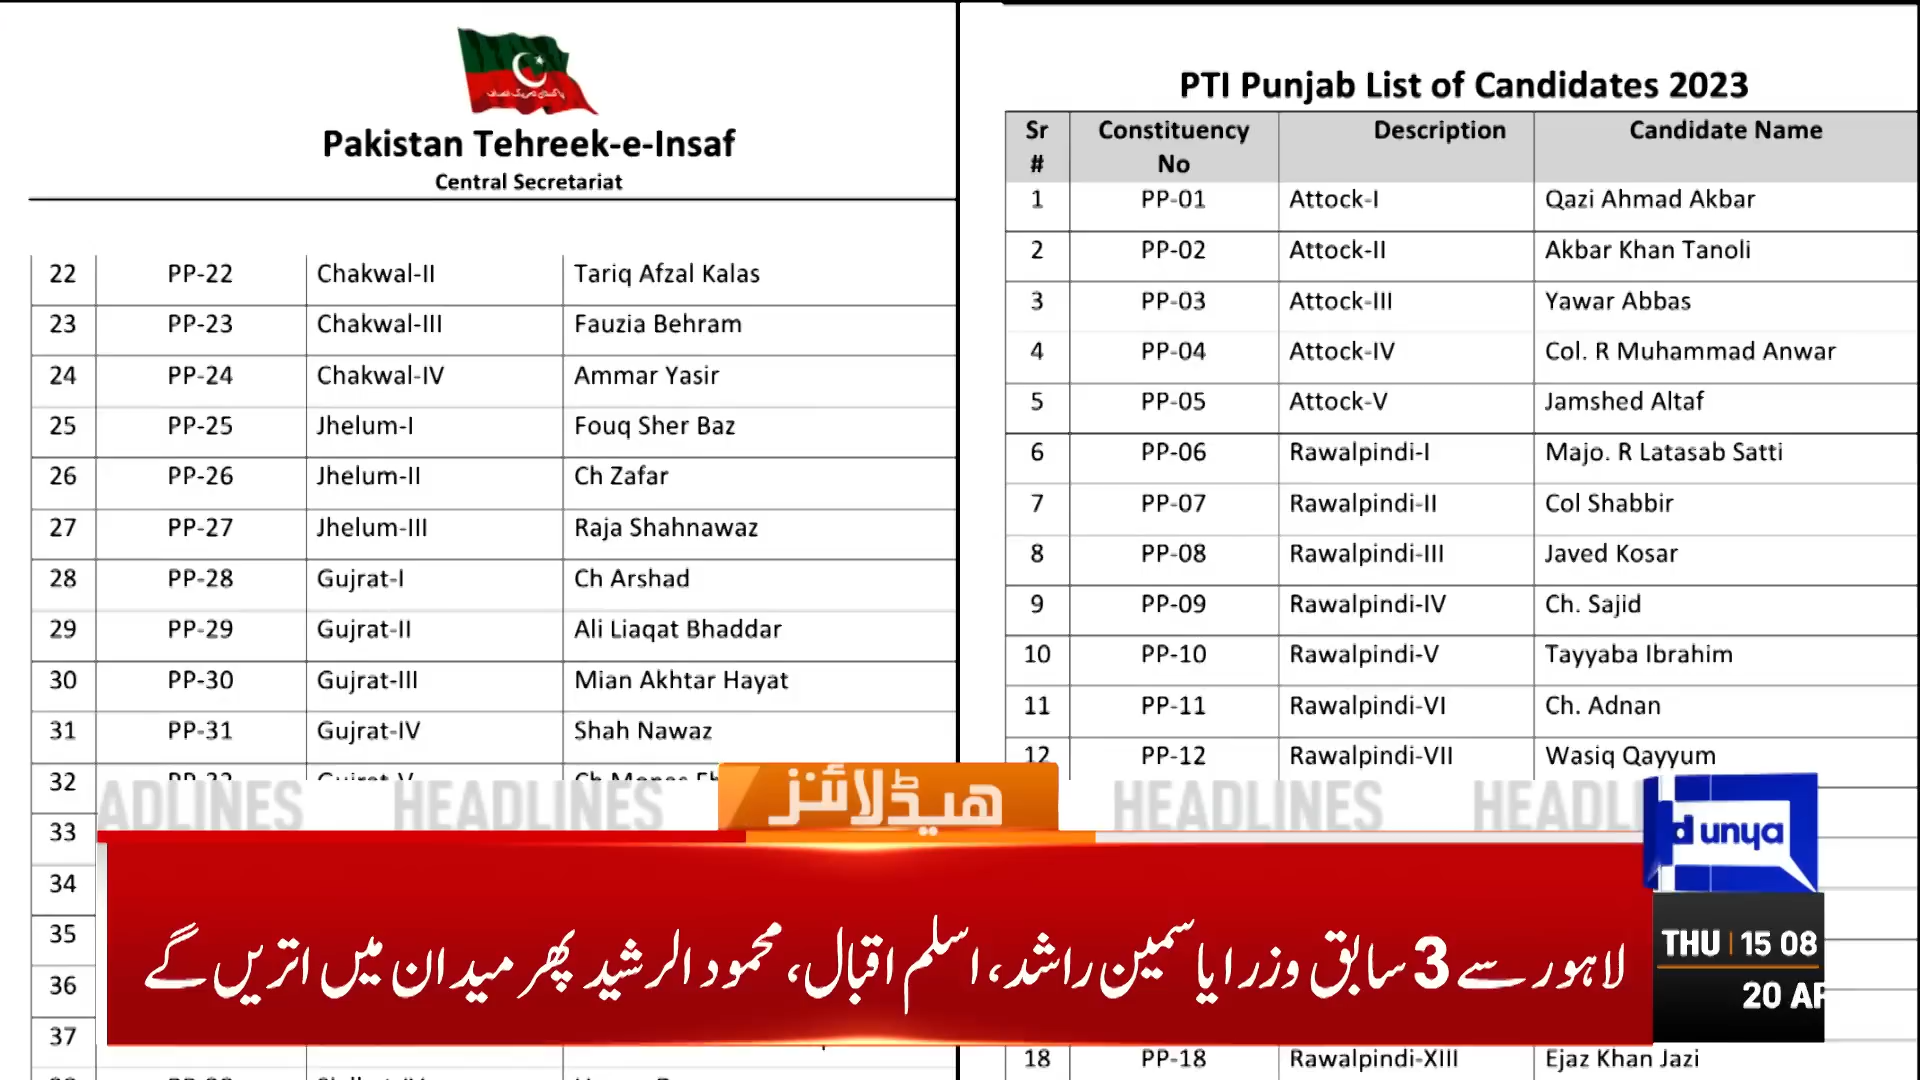 پاکستان تحریک انصاف
Pakistan Tehreek-e-Insaf
Central Secretariat
22 PP-22 Chakwal-II Tariq Afzal Kalas
23 PP-23 Chakwal-III Fauzia Behram
24 PP-24 Chakwal-IV Ammar Yasir
25 PP-25 Jhelum-I Fouq Sher Baz
26 PP-26 Jhelum-II Ch Zafar
27 PP-27 Jhelum-III Raja Shahnawaz
28 PP-28 Gujrat-I Ch Arshad
29 PP-29 Gujrat-II Ali Liaqat Bhaddar
30 PP-30 Gujrat-III Mian Akhtar Hayat
31 PP-31 Gujrat-IV Shah Nawaz
32 PP-32 Gujrat-V Ch
33
34
35
36
37
PTI Punjab List of Candidates 2023
Sr # Constituency No Description Candidate Name
1 PP-01 Attock-I Qazi Ahmad Akbar
2 PP-02 Attock-II Akbar Khan Tanoli
3 PP-03 Attock-III Yawar Abbas
4 PP-04 Attock-IV Col. R Muhammad Anwar
5 PP-05 Attock-V Jamshed Altaf
6 PP-06 Rawalpindi-I Majo. R Latasab Satti
7 PP-07 Rawalpindi-II Col Shabbir
8 PP-08 Rawalpindi-III Javed Kosar
9 PP-09 Rawalpindi-IV Ch. Sajid
10 PP-10 Rawalpindi-V Tayyaba Ibrahim
11 PP-11 Rawalpindi-VI Ch. Adnan
12 PP-12 Rawalpindi-VII Wasiq Qayyum
18 PP-18 Rawalpindi-XIII Ejaz Khan Jazi
ADLINES HEADLINES HEADLINES HEADL
ہیڈلائنز
dunya
لاہور سے 3 سابق وزرا یاسمین راشد، اسلم اقبال، محمود الرشید پھر میدان میں اتریں گے
THU 15 08
20 AP